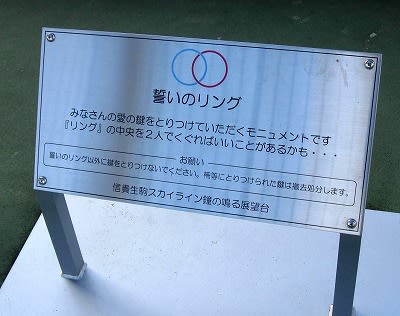 誓いのリング
みなさんの愛の鍵をとりつけていただくモニュメントです
『リング』の中央を2人でくぐればいいことがあるかも・・・
お願い
誓いのリング以外に鍵をとりつけないでください。柵等にとりつけられた鍵は撤去処分します。
信貴生駒スカイライン鐘の鳴る展望台